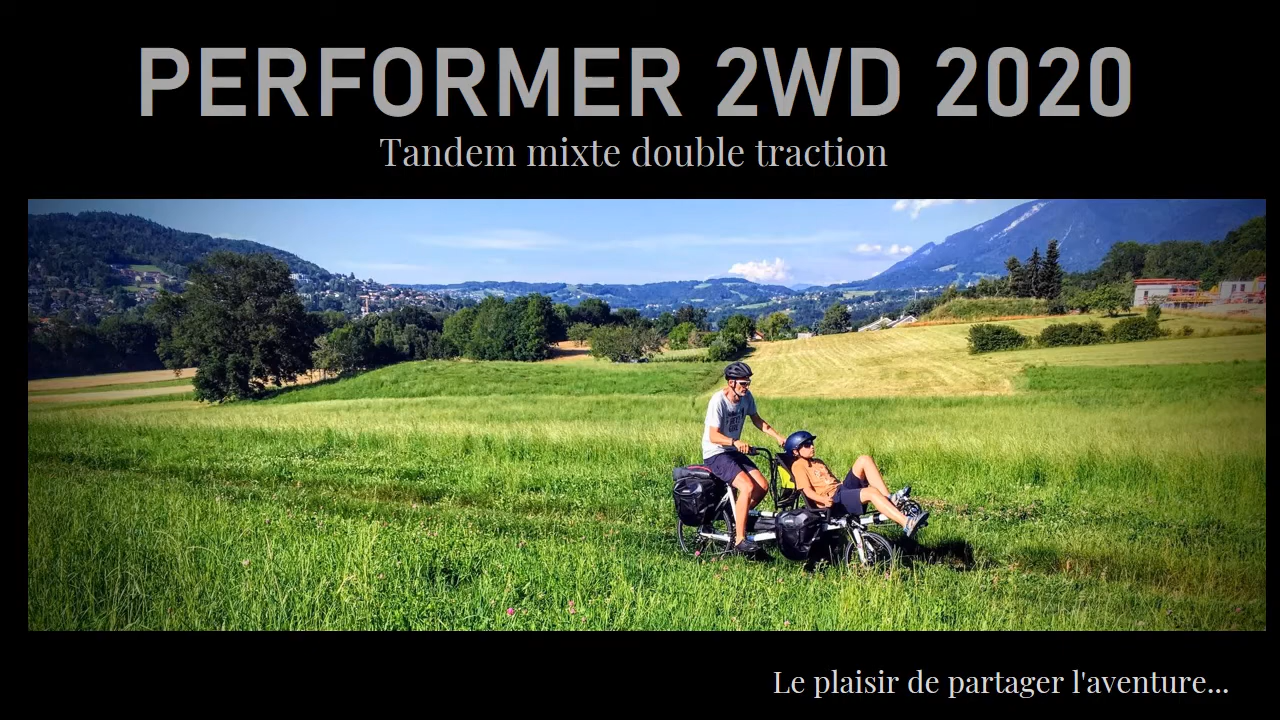 PERFORMER 2WD 2020
Tandem mixte double traction
Le plaisir de partager l'aventure...